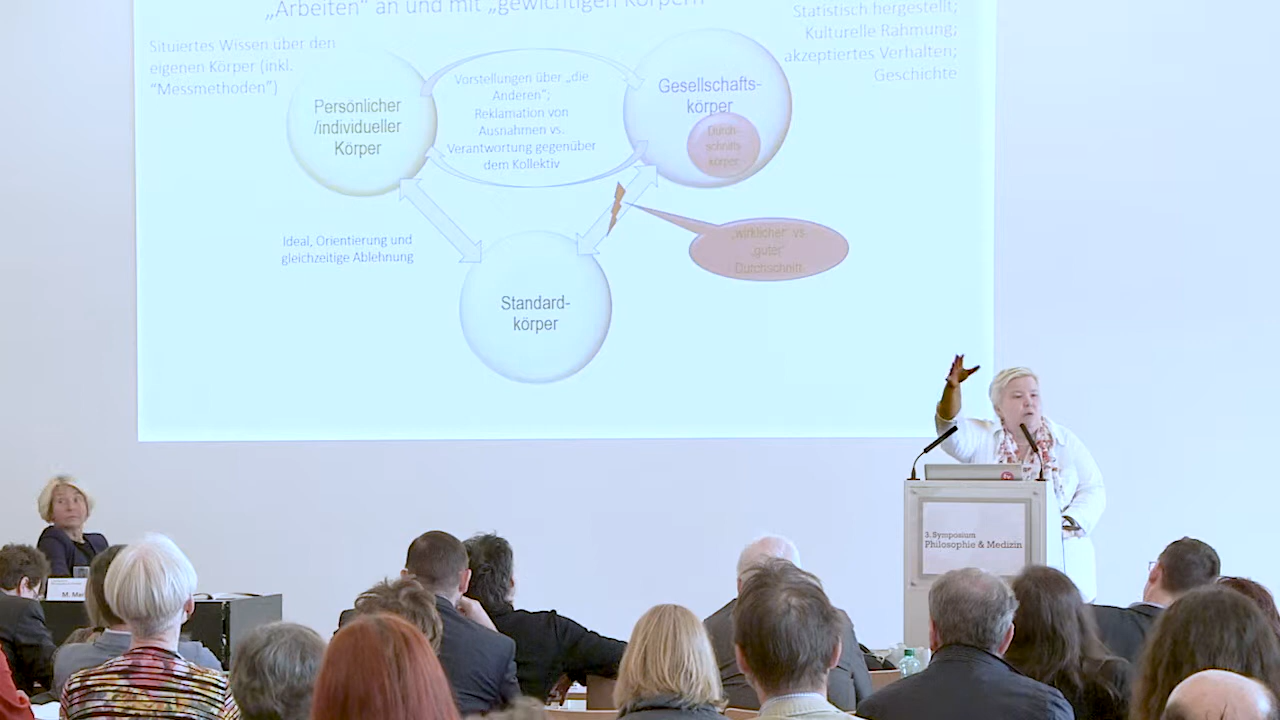 „Arbeiten“ an und mit „gewichtigen Körpern“
Situiertes Wissen über den
eigenen Körper (inkl.
“Messmethoden”)
Statistisch hergestellt;
Kulturelle Rahmung;
akzeptiertes Verhalten;
Geschichte
Persönlicher
/individueller
Körper
Vorstellungen über „die
Anderen“;
Reklamation von
Ausnahmen vs.
Verantwortung gegenüber
dem Kollektiv
Gesellschafts-
körper
Durch-
schnitts
körper
Ideal, Orientierung und
gleichzeitige Ablehnung
„wirklicher“ vs.
„guter“
Durchschnitt
Standard-
körper
3. Symposium
Philosophie & Medizin